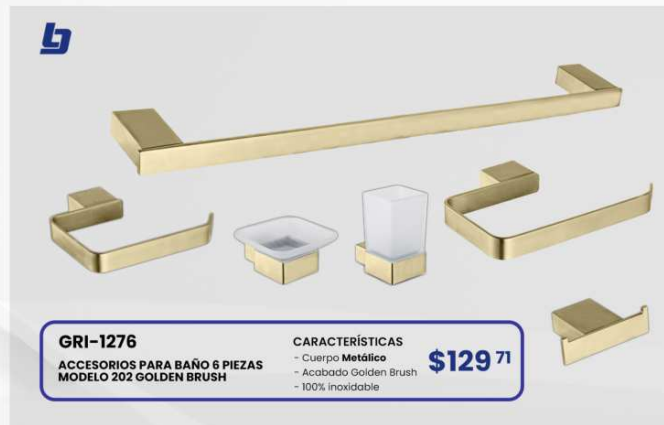 GRI-1276
ACCESORIOS PARA BAÑO 6 PIEZAS
MODELO 202 GOLDEN BRUSH
CARACTERÍSTICAS
- Cuerpo Metálico
- Acabado Golden Brush
- 100% inoxidable
$129 71